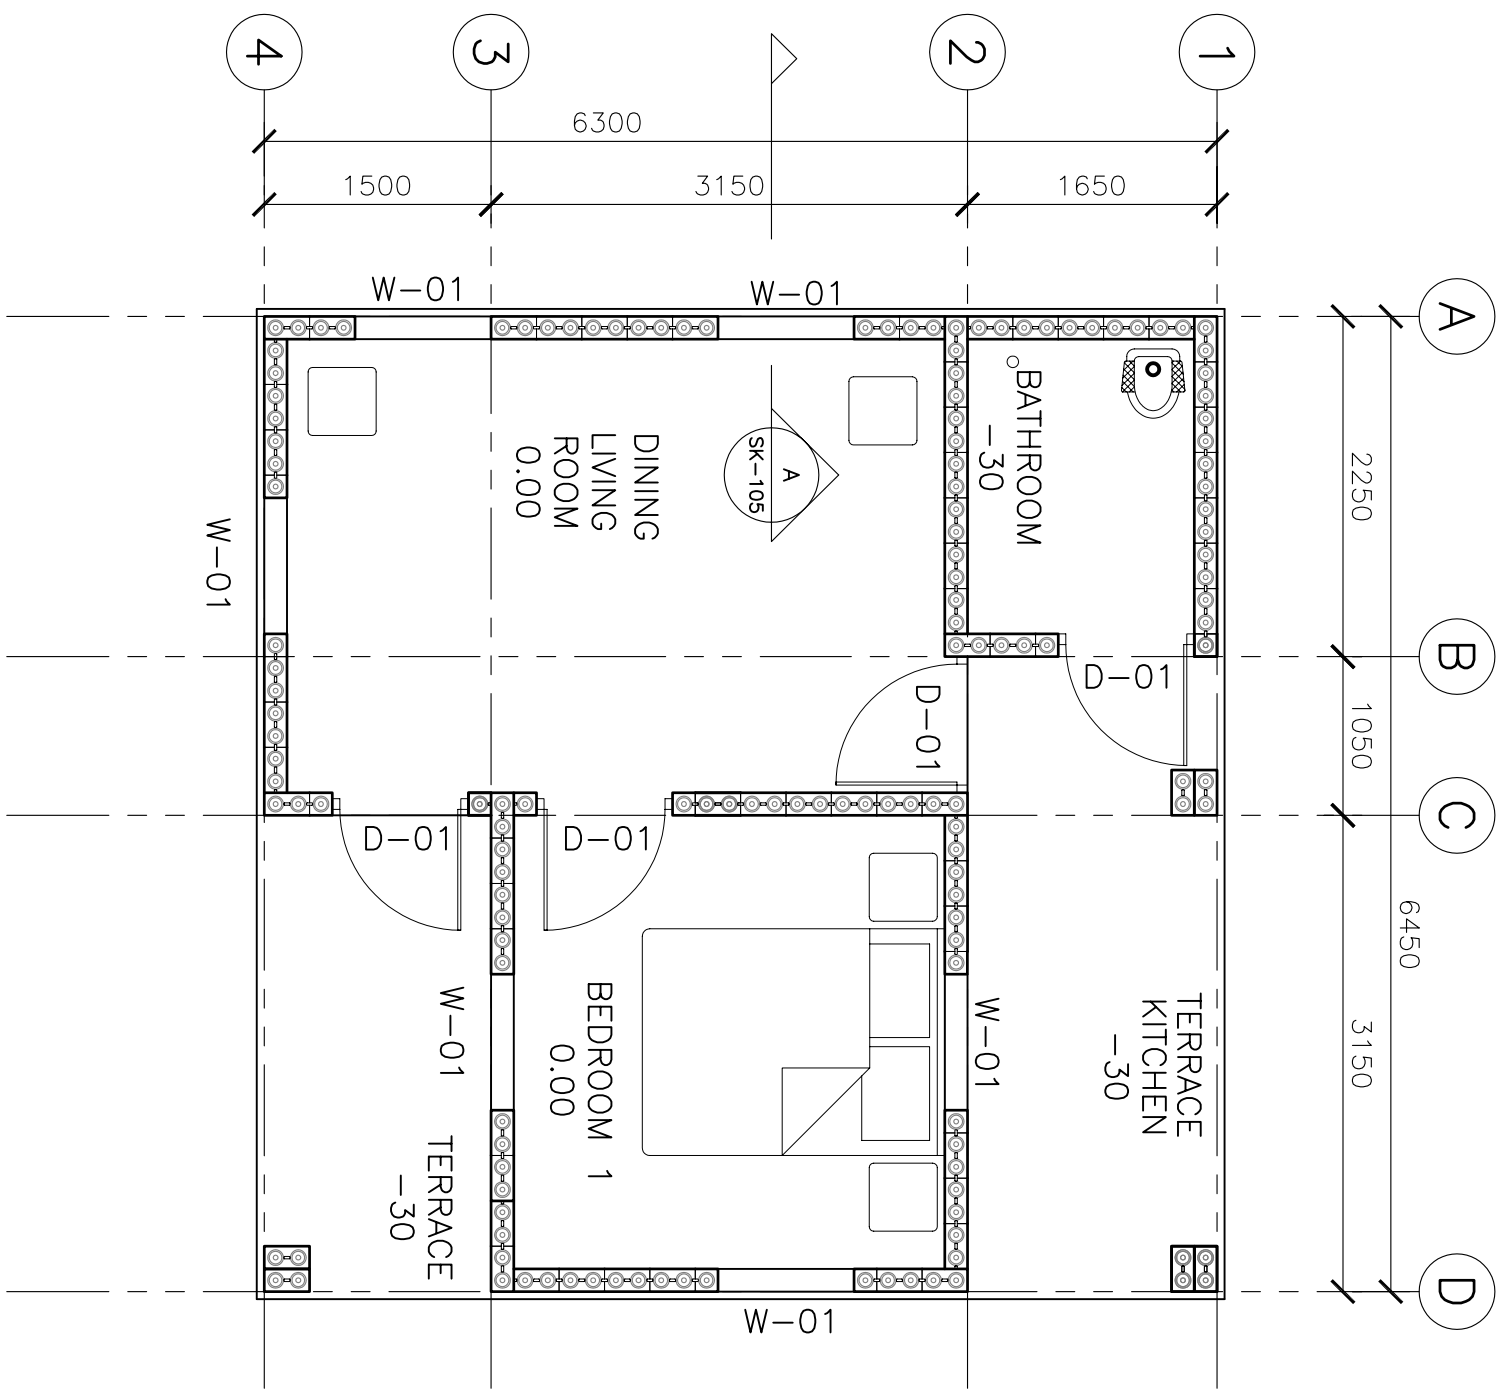 4
3
2
1
6300
1500
3150
1650
W-01
W-01
A
B
C
D
2250
1050
3150
6450
BATHROOM
-30
DINING
LIVING
ROOM
0.00
A
SK-105
W-01
D-01
D-01
D-01
D-01
W-01
W-01
BEDROOM 1
0.00
TERRACE
KITCHEN
-30
TERRACE
-30
W-01